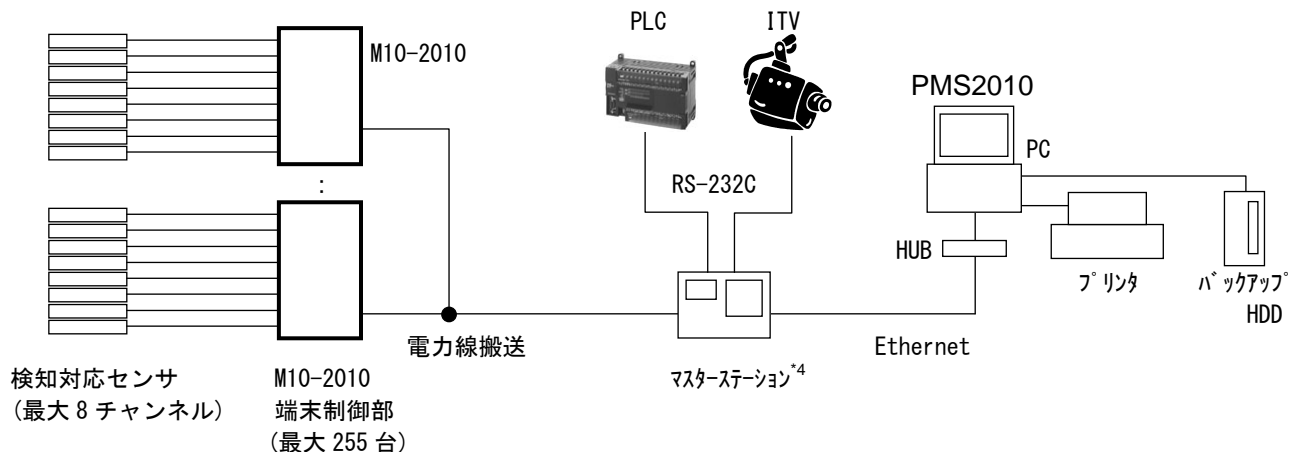 PLC
ITV
M10-2010
PMS2010
PC
:
RS-232C
HUB
プリンタ
バックアップ
HDD
電力線搬送
Ethernet
マスターステーション*4
検知対応センサ
(最大 8 チャンネル)
M10-2010
端末制御部
(最大 255 台)